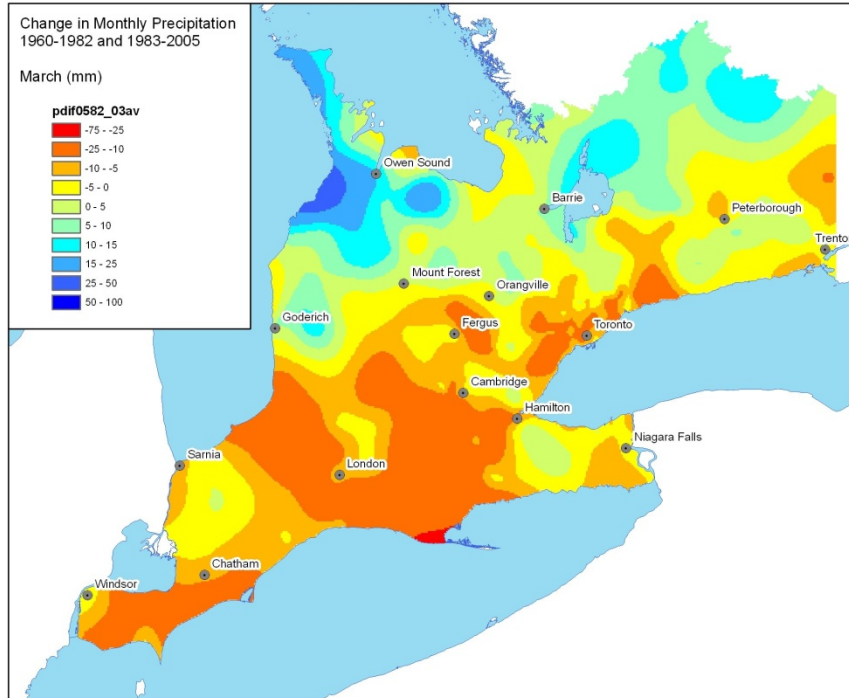 Change in Monthly Precipitation
1960-1982 and 1983-2005
March (mm)
pdif0582_03av
-75 - -25
-25 - -10
-10 - -5
-5 - 0
0 - 5
5 - 10
10 - 15
15 - 25
25 - 50
50 - 100
Owen Sound
Barrie
Peterborough
Trenton
Mount Forest
Orangville
Goderich
Fergus
Toronto
Cambridge
Hamilton
Niagara Falls
Sarnia
London
Chatham
Windsor